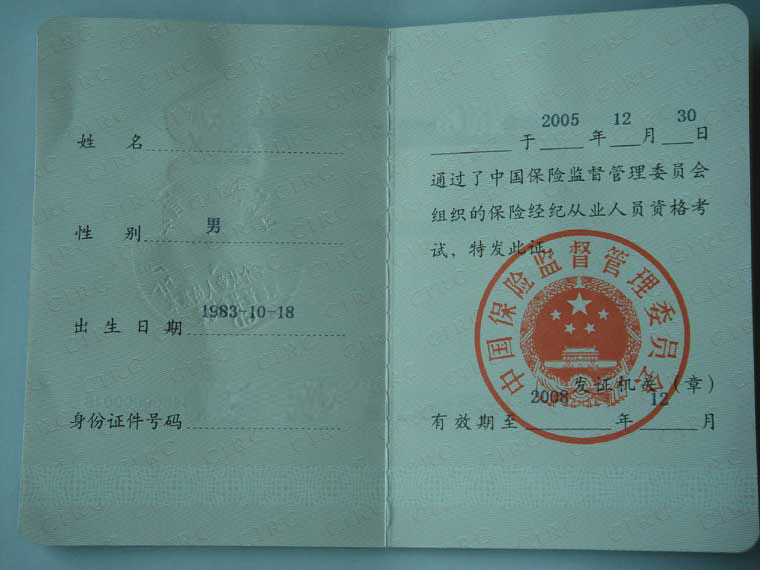 姓 名
性 别 男
出生日期 1983-10-18
身份证件号码
于 2005 年 12 月 30 日
通过了中国保险监督管理委员会
组织的保险经纪从业人员资格考
试，特发此证。
中国保险监督管理委员会
发证机关（章）
有效期至 2008 年 12 月
CIRC